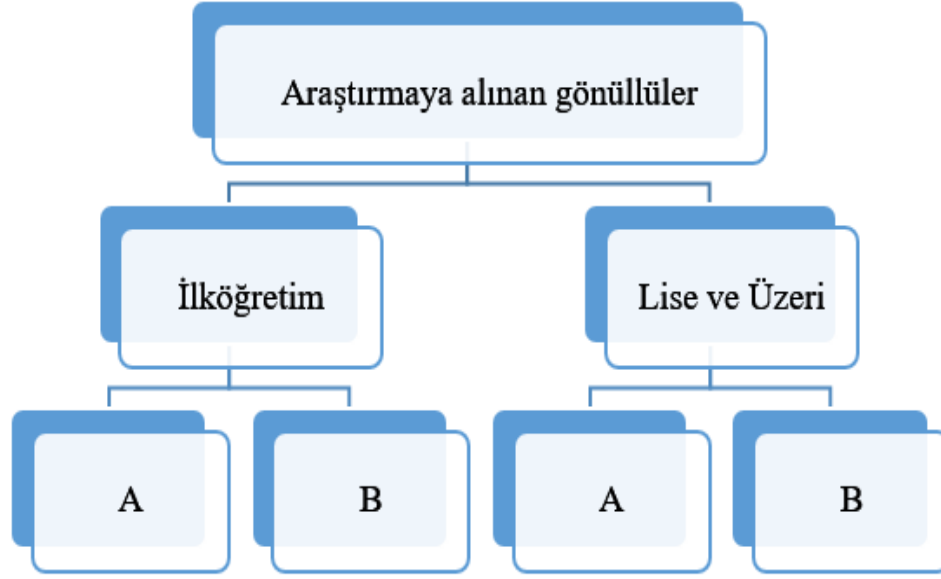 Araştırmaya alınan gönüllüler
İlköğretim
Lise ve Üzeri
A
B
A
B